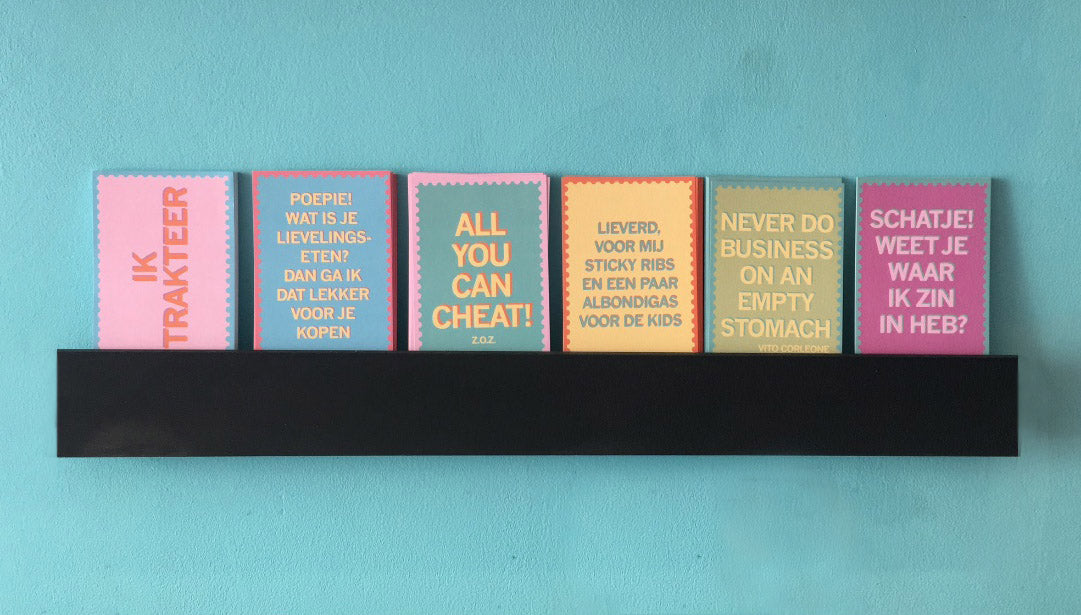 IK
TRAKTEER
POEPIE!
WAT IS JE
LIEVELINGS-
ETEN?
DAN GA IK
DAT LEKKER
VOOR JE
KOPEN
ALL
YOU
CAN
CHEAT!
Z.O.Z.
LIEVERD,
VOOR MIJ
STICKY RIBS
EN EEN PAAR
ALBONDIGAS
VOOR DE KIDS
NEVER DO
BUSINESS
ON AN
EMPTY
STOMACH
VITO CORLEONE
SCHATJE!
WEET JE
WAAR
IK ZIN
IN HEB?